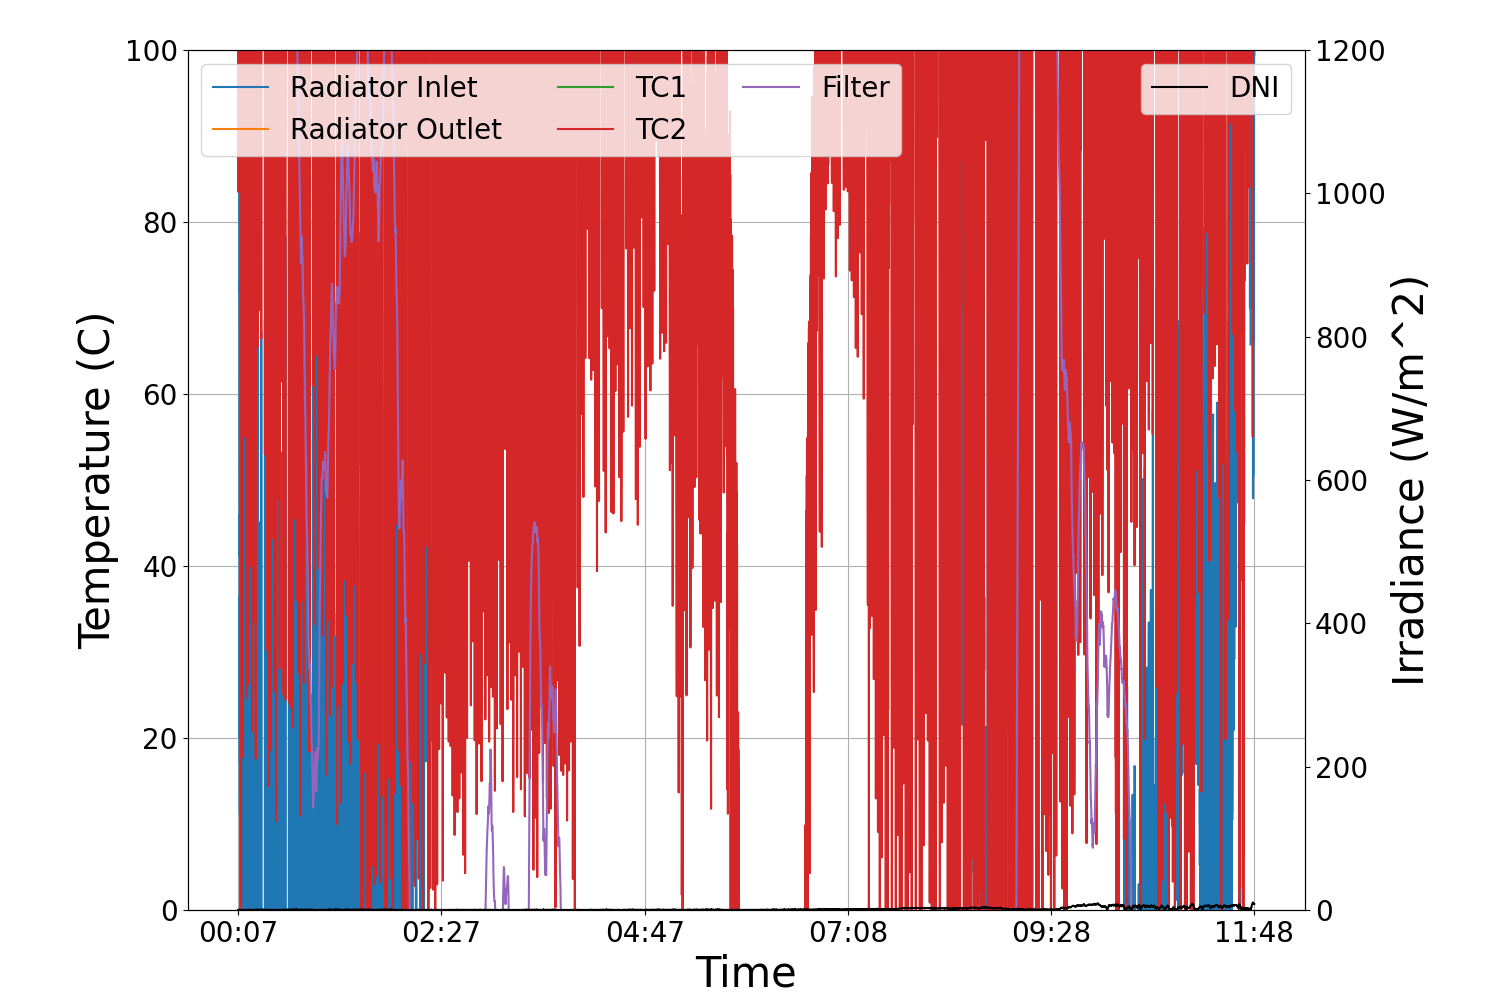 100
80
60
40
20
0
Temperature (C)
Radiator Inlet
Radiator Outlet
TC1
TC2
Filter
DNI
1200
1000
800
600
400
200
0
Irradiance (W/m^2)
00:07
02:27
04:47
07:08
09:28
11:48
Time